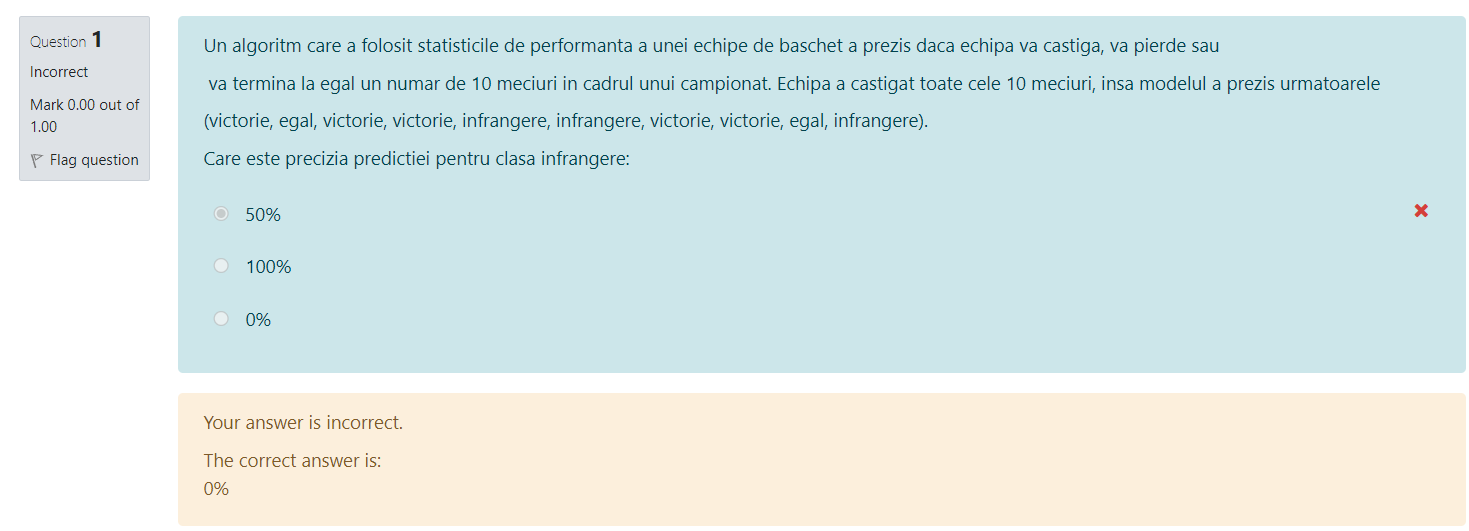 Question 1
Incorrect
Mark 0.00 out of
1.00
Flag question
Un algoritm care a folosit statisticile de performanta a unei echipe de baschet a prezis daca echipa va castiga, va pierde sau
va termina la egal un numar de 10 meciuri in cadrul unui campionat. Echipa a castigat toate cele 10 meciuri, insa modelul a prezis urmatoarele
(victorie, egal, victorie, victorie, infrangere, infrangere, victorie, victorie, egal, infrangere).
Care este precizia predictiei pentru clasa infrangere:
50%
100%
0%
Your answer is incorrect.
The correct answer is:
0%